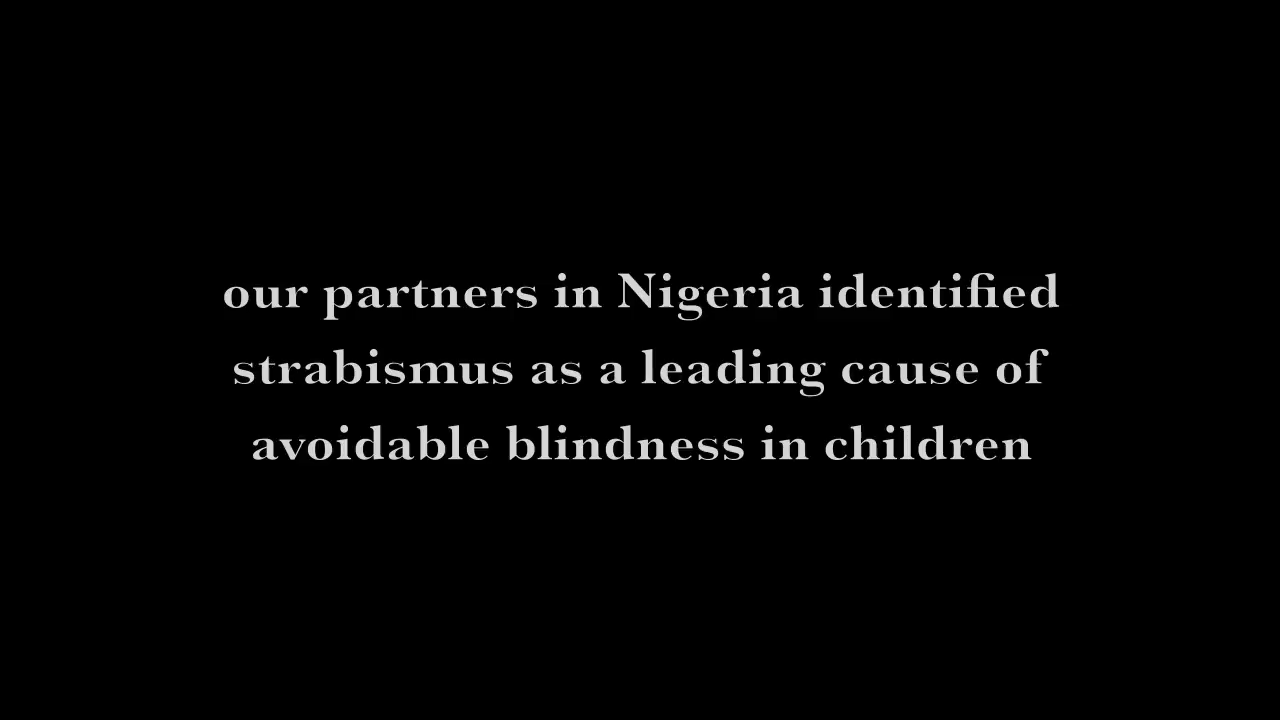 our partners in Nigeria identified
strabismus as a leading cause of
avoidable blindness in children